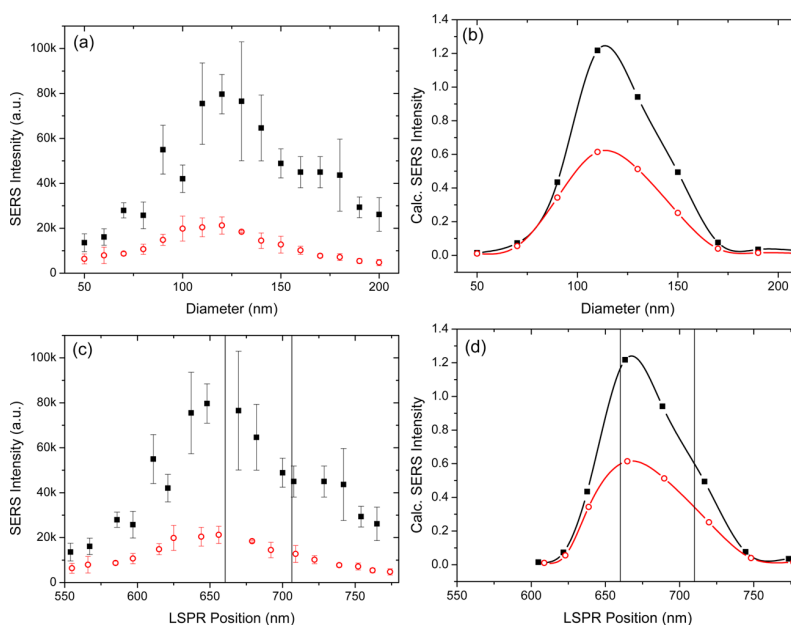 (a)
100k
80k
60k
40k
20k
0
SERS Intesnity (a.u.)
50
100
150
200
Diameter (nm)
(b)
1.4
1.2
1.0
0.8
0.6
0.4
0.2
0.0
Calc. SERS Intensity
50
100
150
200
Diameter (nm)
(c)
100k
80k
60k
40k
20k
0
SERS Intensity (a.u.)
550
600
650
700
750
LSPR Position (nm)
(d)
1.4
1.2
1.0
0.8
0.6
0.4
0.2
0.0
Calc. SERS Intensity
550
600
650
700
750
LSPR Position (nm)